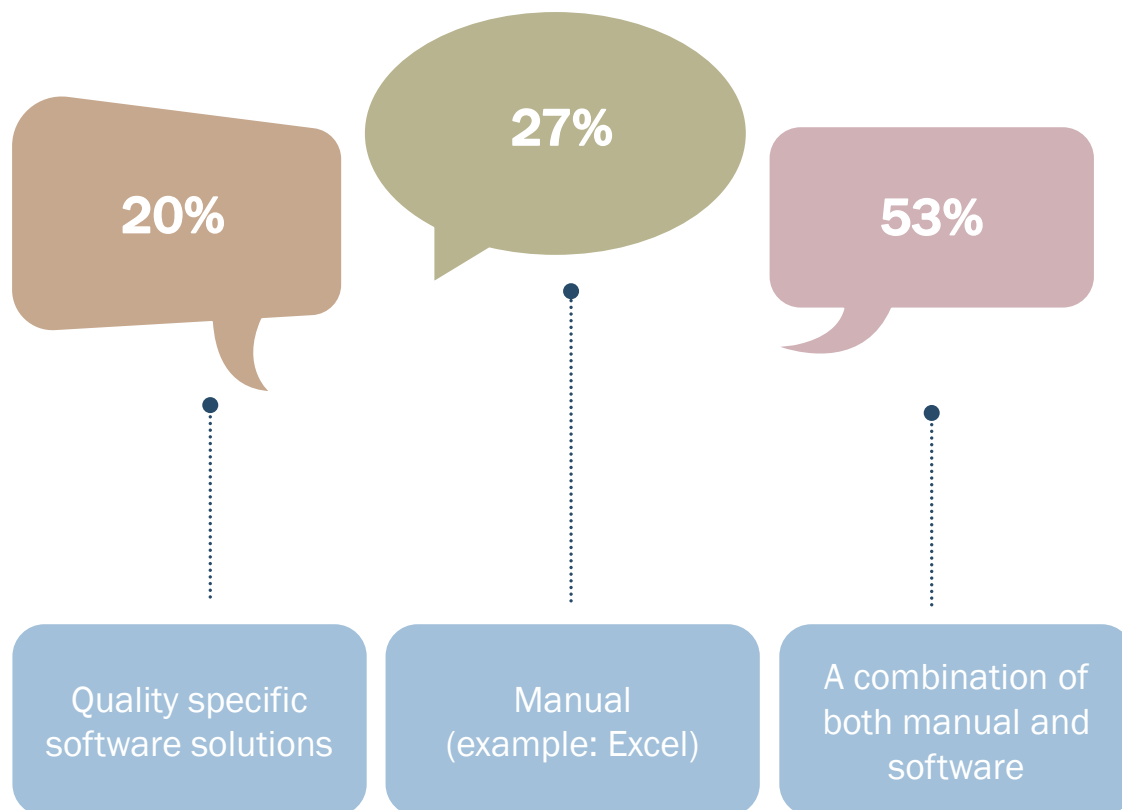 27%
20%
53%
Quality specific
software solutions
Manual
(example: Excel)
A combination of
both manual and
software